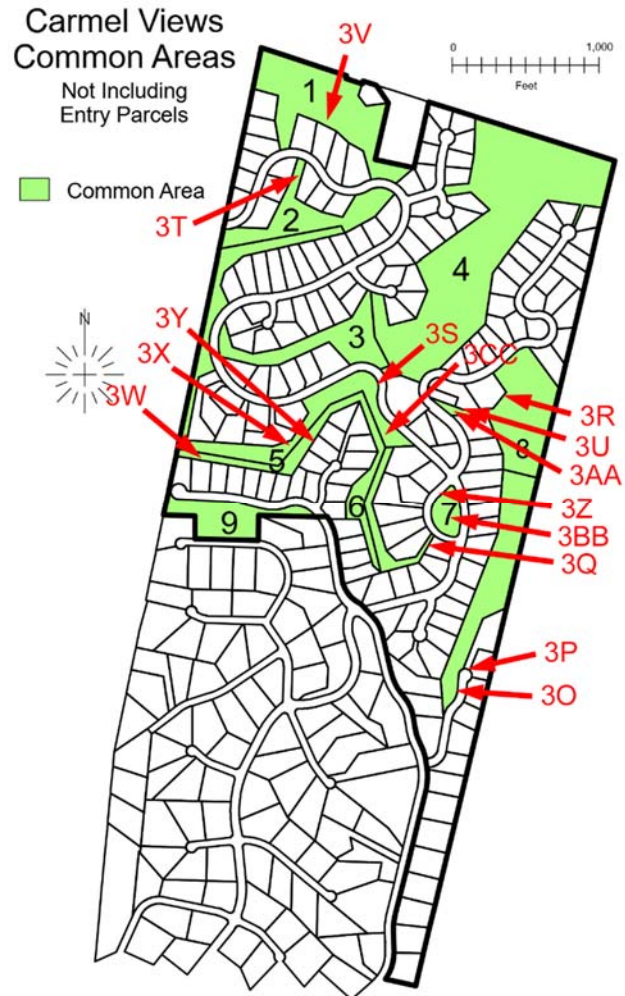 Carmel Views
Common Areas
Not Including
Entry Parcels
Common Area
0 1,000
Feet
N
3V
1
3T
2
4
3Y
3
3S
3X
3CC
3W
3R
3U
8
5
3AA
6
3Z
7
3BB
9
3Q
3P
3O